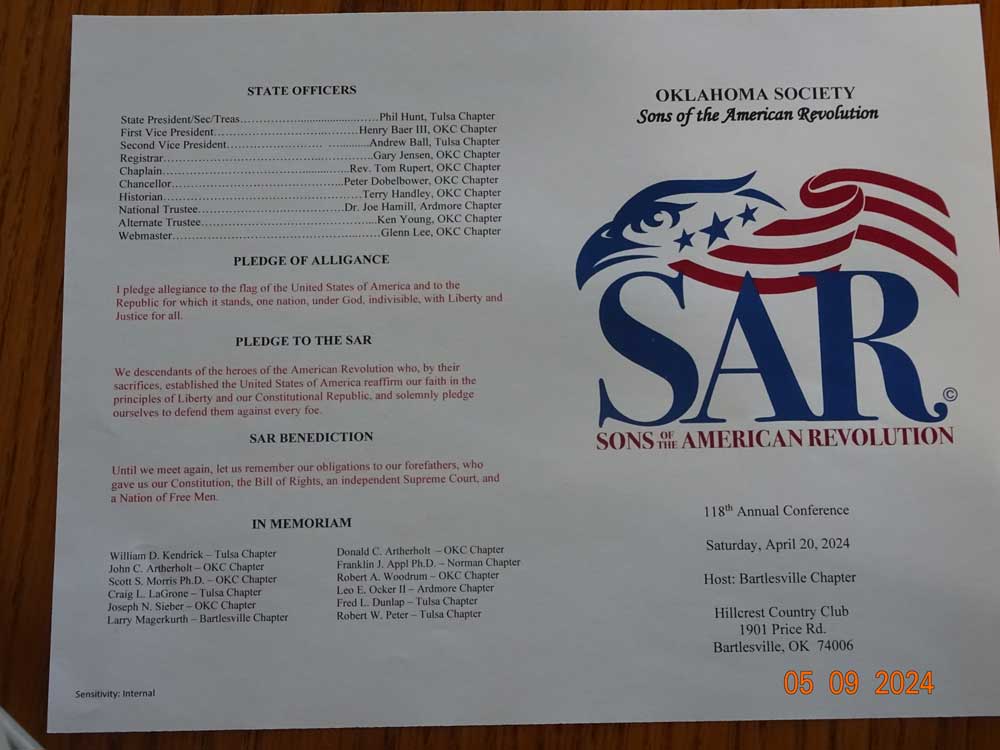 STATE OFFICERS
State President/Sec/Treas…………….....................……Phil Hunt, Tulsa Chapter
First Vice President……………………..…….Henry Baer III, OKC Chapter
Second Vice President…………………… ….........Andrew Ball, Tulsa Chapter
Registrar………………………………..………….Gary Jensen, OKC Chapter
Chaplain…………………………..............Rev. Tom Rupert, OKC Chapter
Chancellor……………………………...Peter Dobelbower, OKC Chapter
Historian…………………………………….Terry Handley, OKC Chapter
National Trustee……………………….Dr. Joe Hamill, Ardmore Chapter
Alternate Trustee…………………………...Ken Young, OKC Chapter
Webmaster……………………………..…...Glenn Lee, OKC Chapter
PLEDGE OF ALLIGANCE
I pledge allegiance to the flag of the United States of America and to the
Republic for which it stands, one nation, under God, indivisible, with Liberty and
Justice for all.
PLEDGE TO THE SAR
We descendants of the heroes of the American Revolution who, by their
sacrifices, established the United States of America reaffirm our faith in the
principles of Liberty and our Constitutional Republic, and solemnly pledge
ourselves to defend them against every foe.
SAR BENEDICTION
Until we meet again, let us remember our obligations to our forefathers, who
gave us our Constitution, the Bill of Rights, an independent Supreme Court, and
a Nation of Free Men.
IN MEMORIAM
William D. Kendrick – Tulsa Chapter
John C. Artherholt – OKC Chapter
Scott S. Morris Ph.D. – OKC Chapter
Craig L. LaGrone – Tulsa Chapter
Joseph N. Sieber – OKC Chapter
Larry Magerkurth – Bartlesville Chapter
Donald C. Artherholt – OKC Chapter
Franklin J. Appl Ph.D. – Norman Chapter
Robert A. Woodrum – OKC Chapter
Leo E. Ocker II – Ardmore Chapter
Fred L. Dunlap – Tulsa Chapter
Robert W. Peter – Tulsa Chapter
Sensitivity: Internal
OKLAHOMA SOCIETY
Sons of the American Revolution
SAR©
SONS OF THE AMERICAN REVOLUTION
118th Annual Conference
Saturday, April 20, 2024
Host: Bartlesville Chapter
Hillcrest Country Club
1901 Price Rd.
Bartlesville, OK 74006
05 09 2024